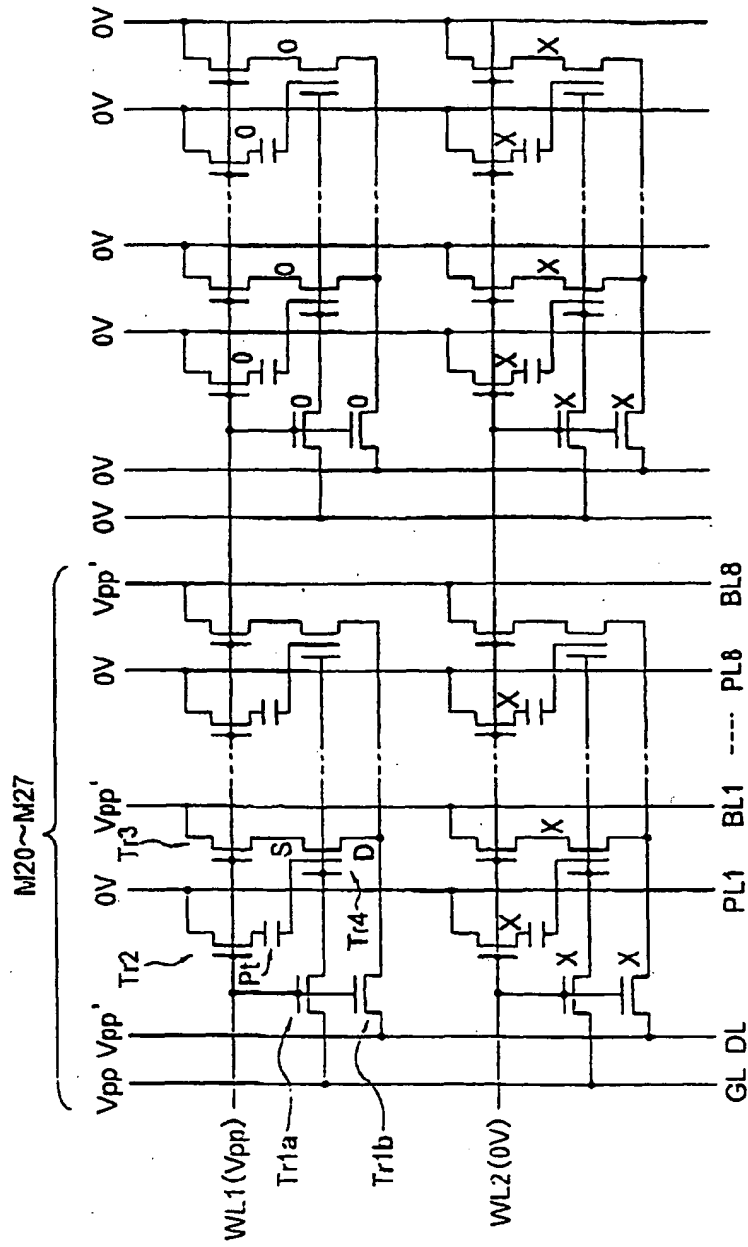 M20~M27
Vpp Vpp' 0V Vpp' 0V Vpp' 0V 0V 0V 0V 0V 0V
Tr2 Tr3
O O
O O
S
WL1(Vpp)
Pt
Tr4 D
O
O
Tr1a
Tr1b
X X X
X X X X
WL2(0V)
X X
X
GL DL PL1 BL1 ---- PL8 BL8